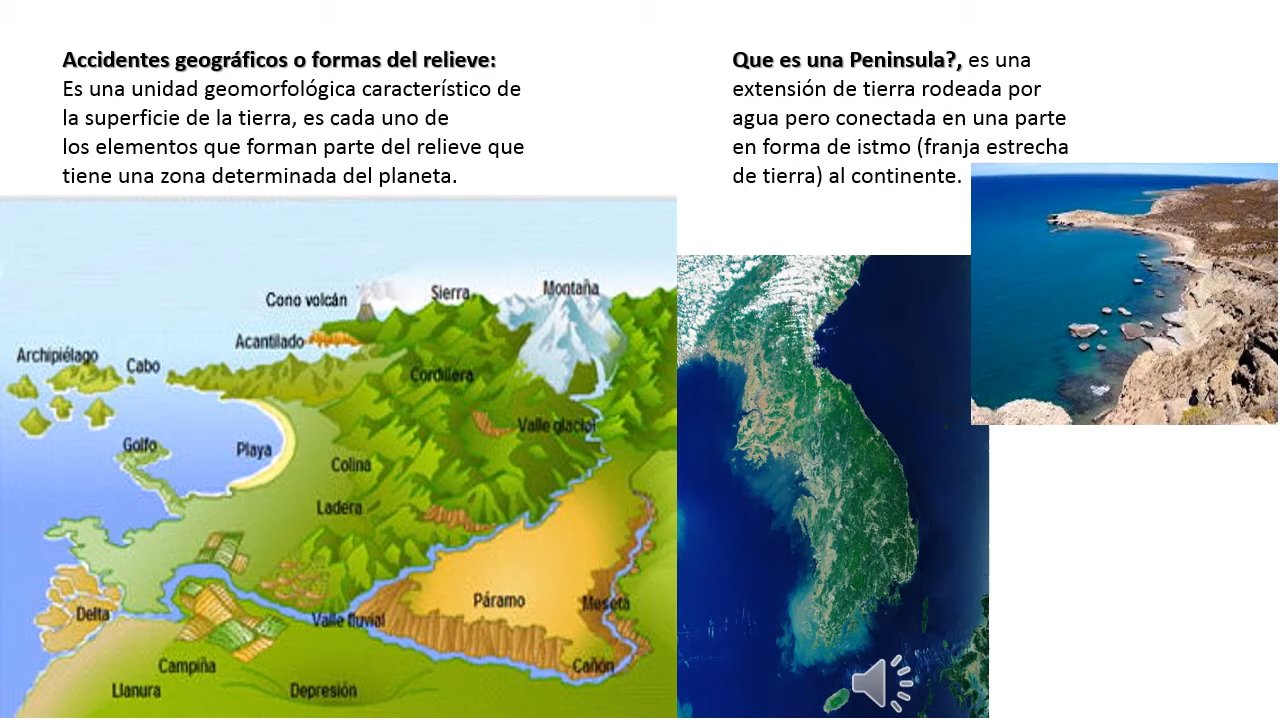 Accidentes geográficos o formas del relieve:
Es una unidad geomorfológica característico de
la superficie de la tierra, es cada uno de
los elementos que forman parte del relieve que
tiene una zona determinada del planeta.
Que es una Peninsula?, es una
extensión de tierra rodeada por
agua pero conectada en una parte
en forma de istmo (franja estrecha
de tierra) al continente.
Cono volcán
Sierra
Montaña
Acantilado
Archipiélago
Cabo
Cordillera
Valle glacial
Golfo
Playa
Colina
Ladera
Páramo
Meseta
Delta
Valle fluvial
Campiña
Cañón
Llanura
Depresión